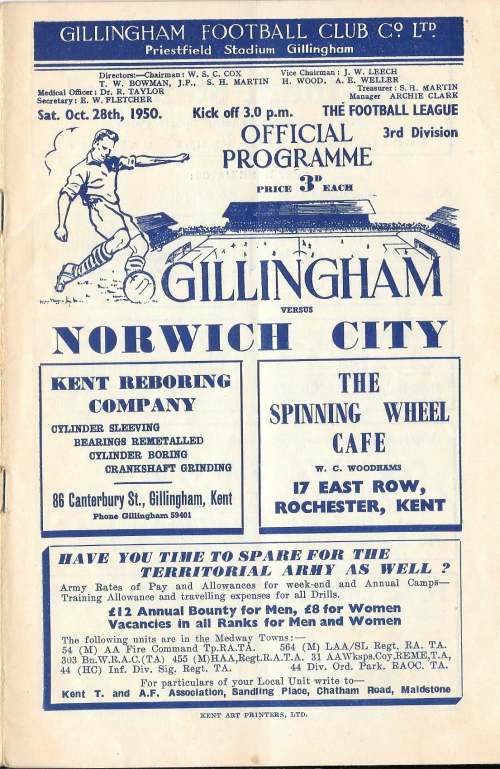 GILLINGHAM FOOTBALL CLUB Cº LTD.
Priestfield Stadium Gillingham
Directors:—Chairman: W. S. C. COX Vice Chairman: J. W. LEECH
T. W. BOWMAN, J.P., S. H. MARTIN H. WOOD, A. E. WELLER
Medical Officer: Dr. R. TAYLOR Treasurer: S. H. MARTIN
Secretary: E. W. FLETCHER Manager ARCHIE CLARK
Sat. Oct. 28th, 1950. Kick off 3.0 p.m. THE FOOTBALL LEAGUE
3rd Division
OFFICIAL
PROGRAMME
PRICE 3D EACH
GILLINGHAM
VERSUS
NORWICH CITY
KENT REBORING
COMPANY
CYLINDER SLEEVING
BEARINGS REMETALLED
CYLINDER BORING
CRANKSHAFT GRINDING
86 Canterbury St., Gillingham, Kent
Phone Gillingham 59401
THE
SPINNING WHEEL
CAFE
W. C. WOODHAMS
17 EAST ROW,
ROCHESTER, KENT
HAVE YOU TIME TO SPARE FOR THE
TERRITORIAL ARMY AS WELL ?
Army Rates of Pay and Allowances for week-end and Annual Camps—
Training Allowance and travelling expenses for all Drills.
£12 Annual Bounty for Men, £8 for Women
Vacancies in all Ranks for Men and Women
The following units are in the Medway Towns:—
54 (M) AA Fire Command Tp.RA.TA. 564 (M) LAA/SL Regt. RA. TA.
303 Bn.W.R.A.C.(TA) 455 (M)HAA,Regt.R.A.T.A. 31 AAWksps.Coy,REME,T.A,
44 (HC) Inf. Div. Sig. Regt. TA. 44 Div. Ord. Park. RAOC. TA.
For particulars of your Local Unit write to—
Kent T. and A.F. Association, Sandling Place, Chatham Road, Maidstone
KENT ART PRINTERS, LTD.